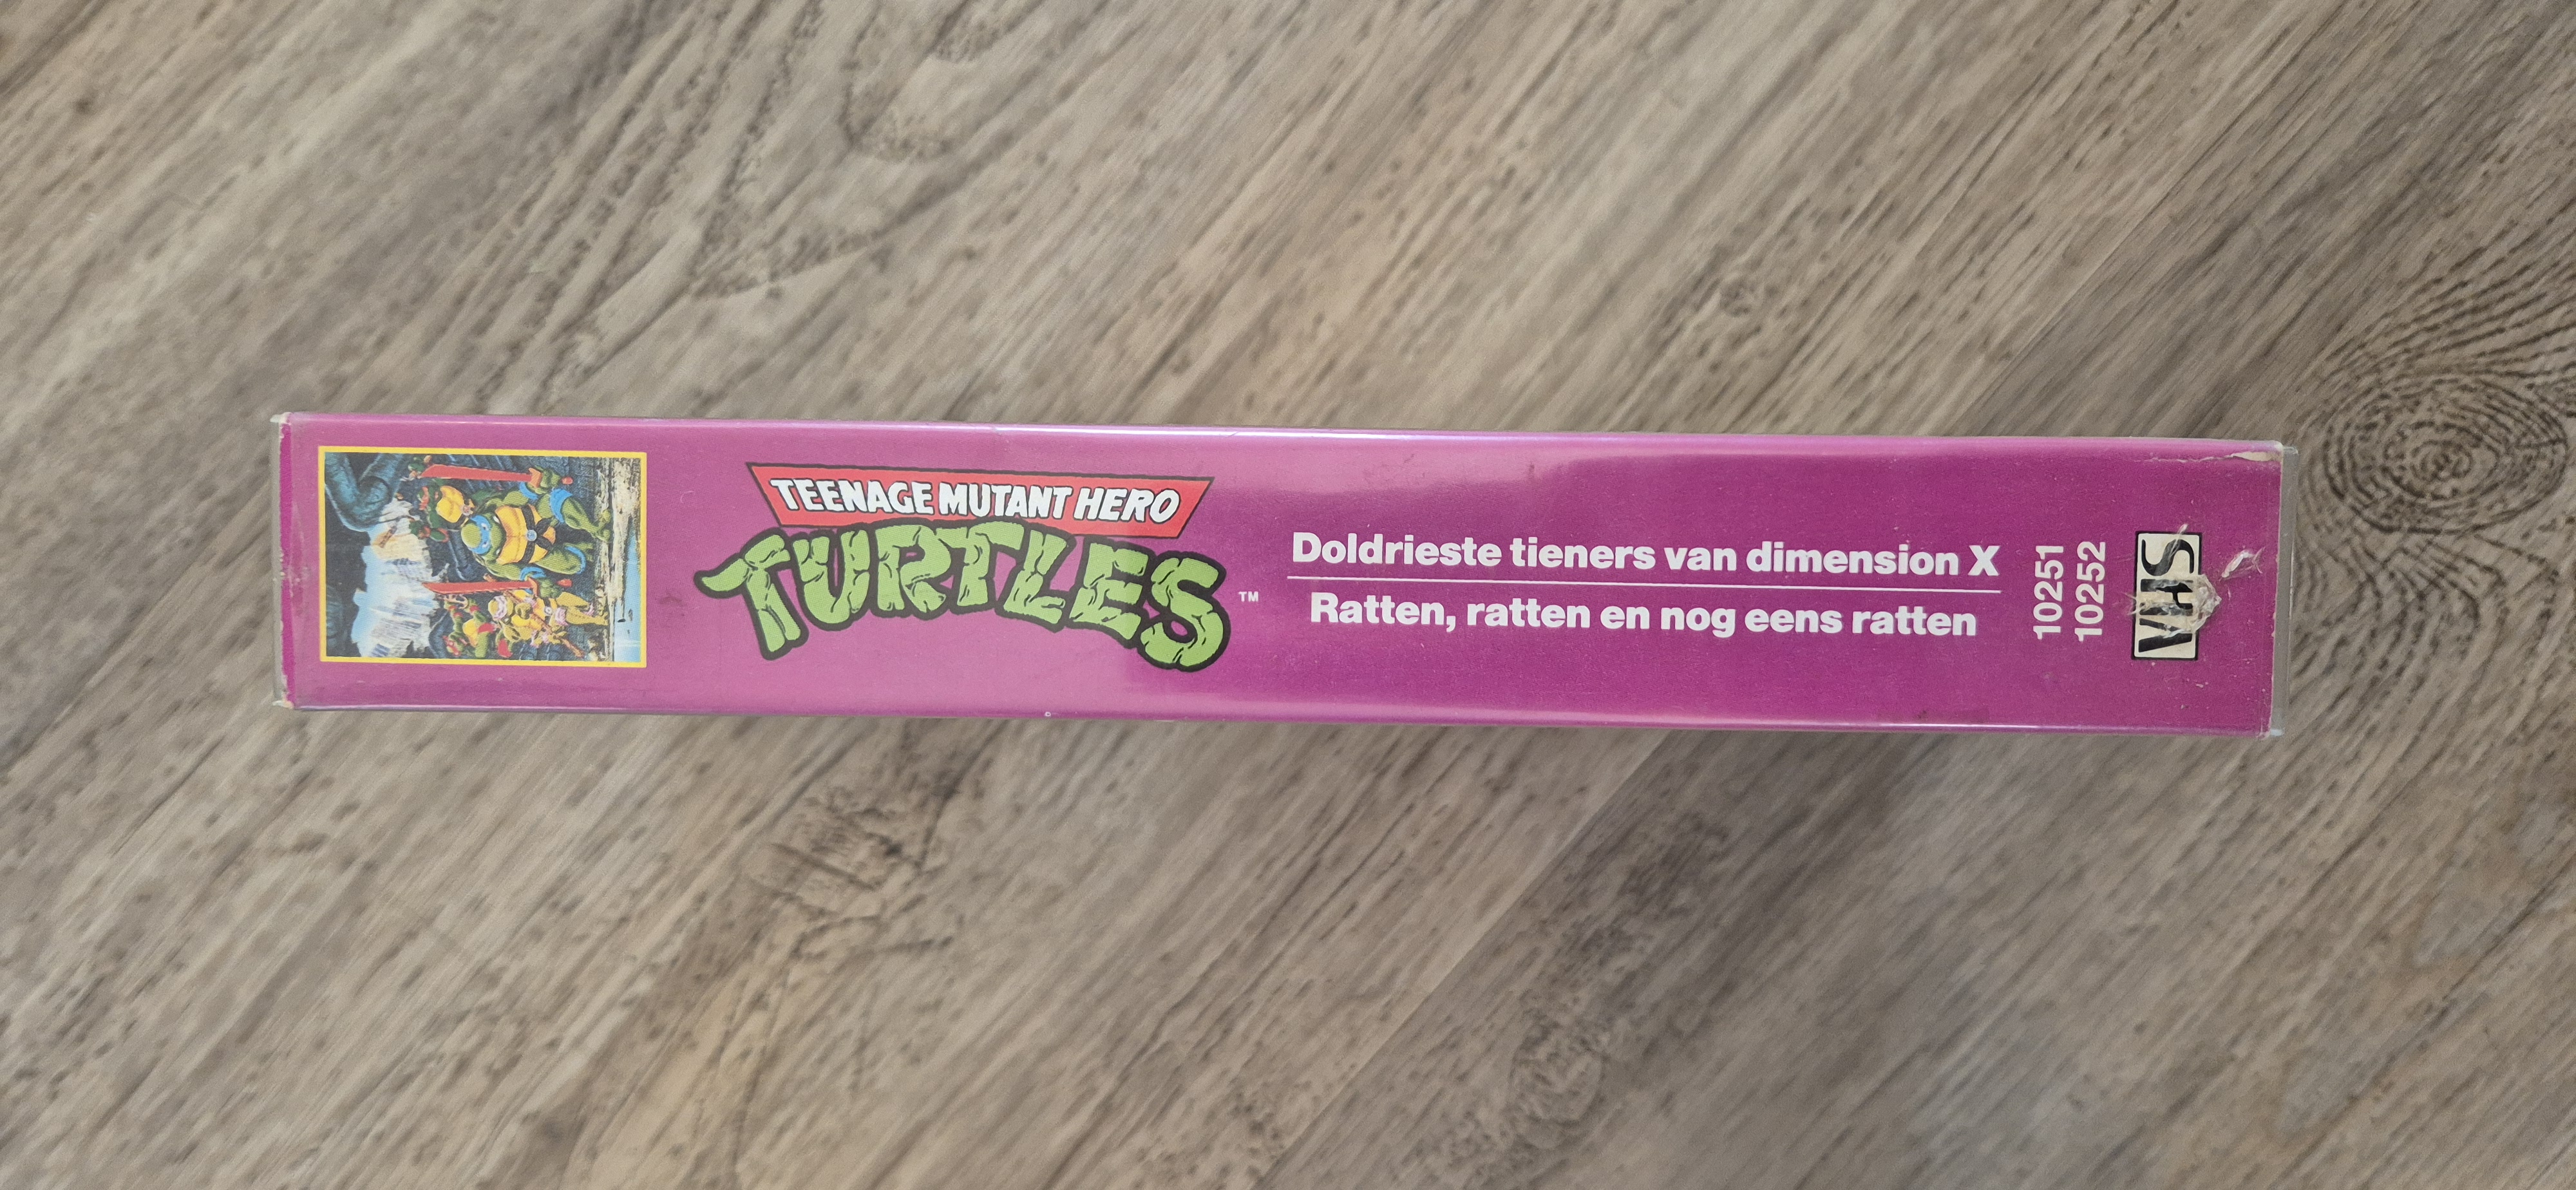 TEENAGE MUTANT HERO
TURTLES
TM
Doldrieste tieners van dimension X
Ratten, ratten en nog eens ratten
10251
10252
VHS